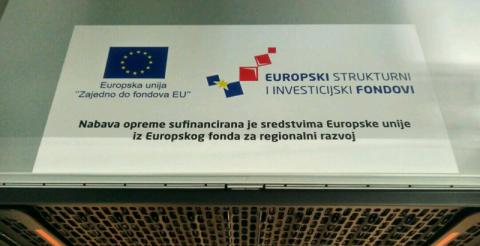 Europska unija
"Zajedno do fondova EU"
EUROPSKI STRUKTURNI
I INVESTICIJSKI FONDOVI
Nabava opreme sufinancirana je sredstvima Europske unije
iz Europskog fonda za regionalni razvoj